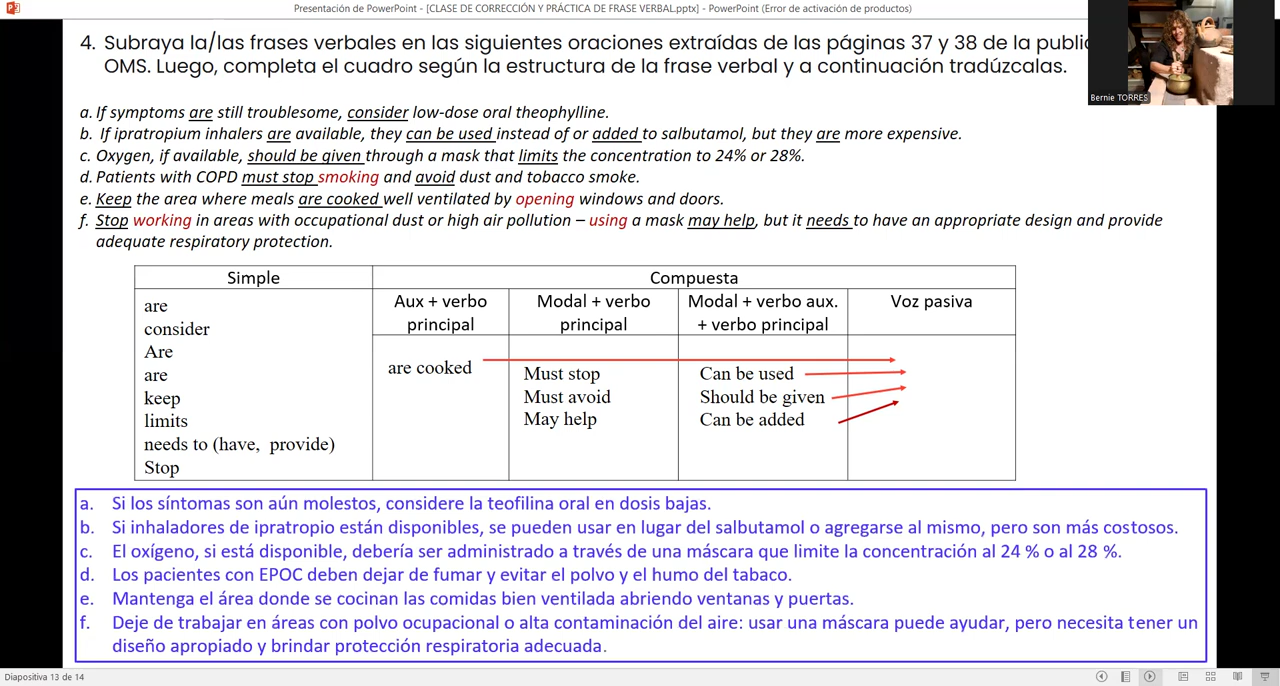 Presentación de PowerPoint - [CLASE DE CORRECCIÓN Y PRÁCTICA DE FRASE VERBAL.pptx] - PowerPoint (Error de activación de productos)
4. Subraya la/las frases verbales en las siguientes oraciones extraídas de las páginas 37 y 38 de la
OMS. Luego, completa el cuadro según la estructura de la frase verbal y a continuación tradúzcalas.
Bernie TORRES
a. If symptoms are still troublesome, consider low-dose oral theophylline.
b. If ipratropium inhalers are available, they can be used instead of or added to salbutamol, but they are more expensive.
c. Oxygen, if available, should be given through a mask that limits the concentration to 24% or 28%.
d. Patients with COPD must stop smoking and avoid dust and tobacco smoke.
e. Keep the area where meals are cooked well ventilated by opening windows and doors.
f. Stop working in areas with occupational dust or high air pollution – using a mask may help, but it needs to have an appropriate design and provide
adequate respiratory protection.
Simple
Compuesta
Aux + verbo
principal
Modal + verbo
principal
Modal + verbo aux.
+ verbo principal
Voz pasiva
are
consider
Are
are
keep
limits
needs to (have, provide)
Stop
are cooked
Must stop
Must avoid
May help
Can be used
Should be given
Can be added
a. Si los síntomas son aún molestos, considere la teofilina oral en dosis bajas.
b. Si inhaladores de ipratropio están disponibles, se pueden usar en lugar del salbutamol o agregarse al mismo, pero son más costosos.
c. El oxígeno, si está disponible, debería ser administrado a través de una máscara que limite la concentración al 24 % o al 28 %.
d. Los pacientes con EPOC deben dejar de fumar y evitar el polvo y el humo del tabaco.
e. Mantenga el área donde se cocinan las comidas bien ventilada abriendo ventanas y puertas.
f. Deje de trabajar en áreas con polvo ocupacional o alta contaminación del aire: usar una máscara puede ayudar, pero necesita tener un
diseño apropiado y brindar protección respiratoria adecuada.
Diapositiva 13 de 14